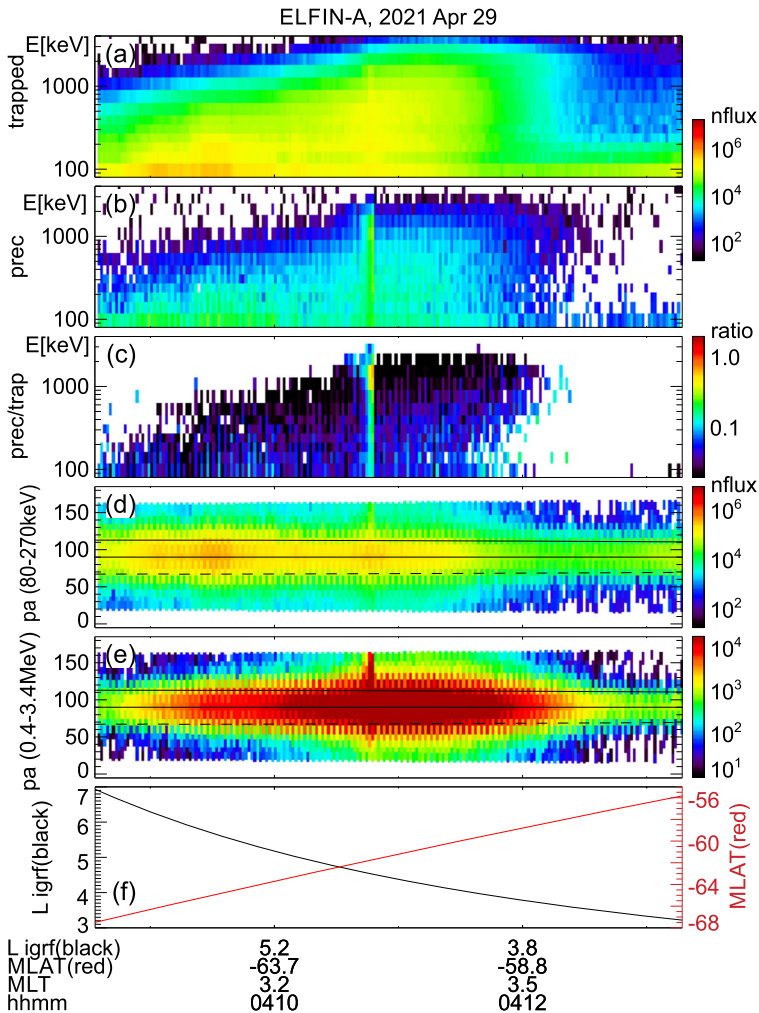 ELFIN-A, 2021 Apr 29
(a)
E[keV]
1000
100
trapped
nflux
10^6
10^4
10^2
(b)
E[keV]
1000
100
prec
(c)
E[keV]
1000
100
prec/trap
ratio
1.0
0.1
(d)
150
100
50
0
pa (80-270keV)
nflux
10^6
10^4
10^2
(e)
150
100
50
0
pa (0.4-3.4MeV)
10^4
10^3
10^2
10^1
(f)
7
6
5
4
3
L igrf(black)
-56
-60
-64
-68
MLAT(red)
L igrf(black) 5.2 3.8
MLAT(red) -63.7 -58.8
MLT 3.2 3.5
hhmm 0410 0412